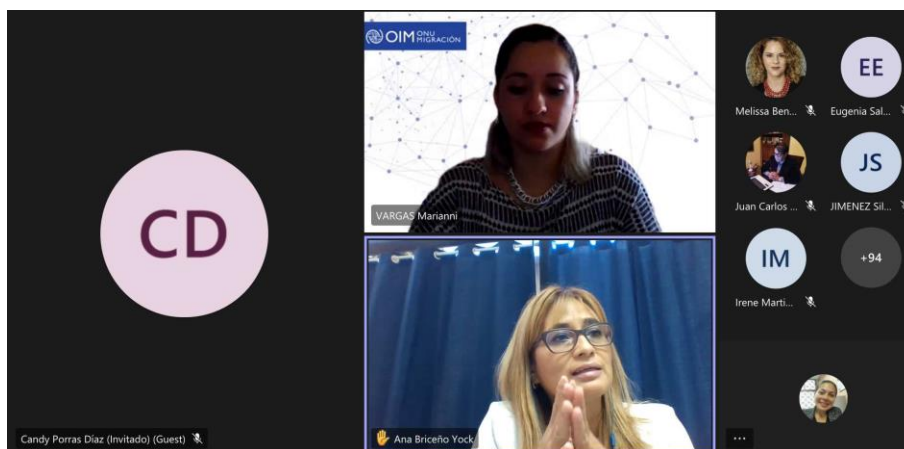 CD
Candy Porras Díaz (Invitado) (Guest)
OIM ONU MIGRACIÓN
VARGAS Marianni
Ana Briceño Yock
Melissa Ben...
EE
Eugenia Sal...
Juan Carlos ...
JS
JIMENEZ Sil...
IM
Irene Marti...
+94
...